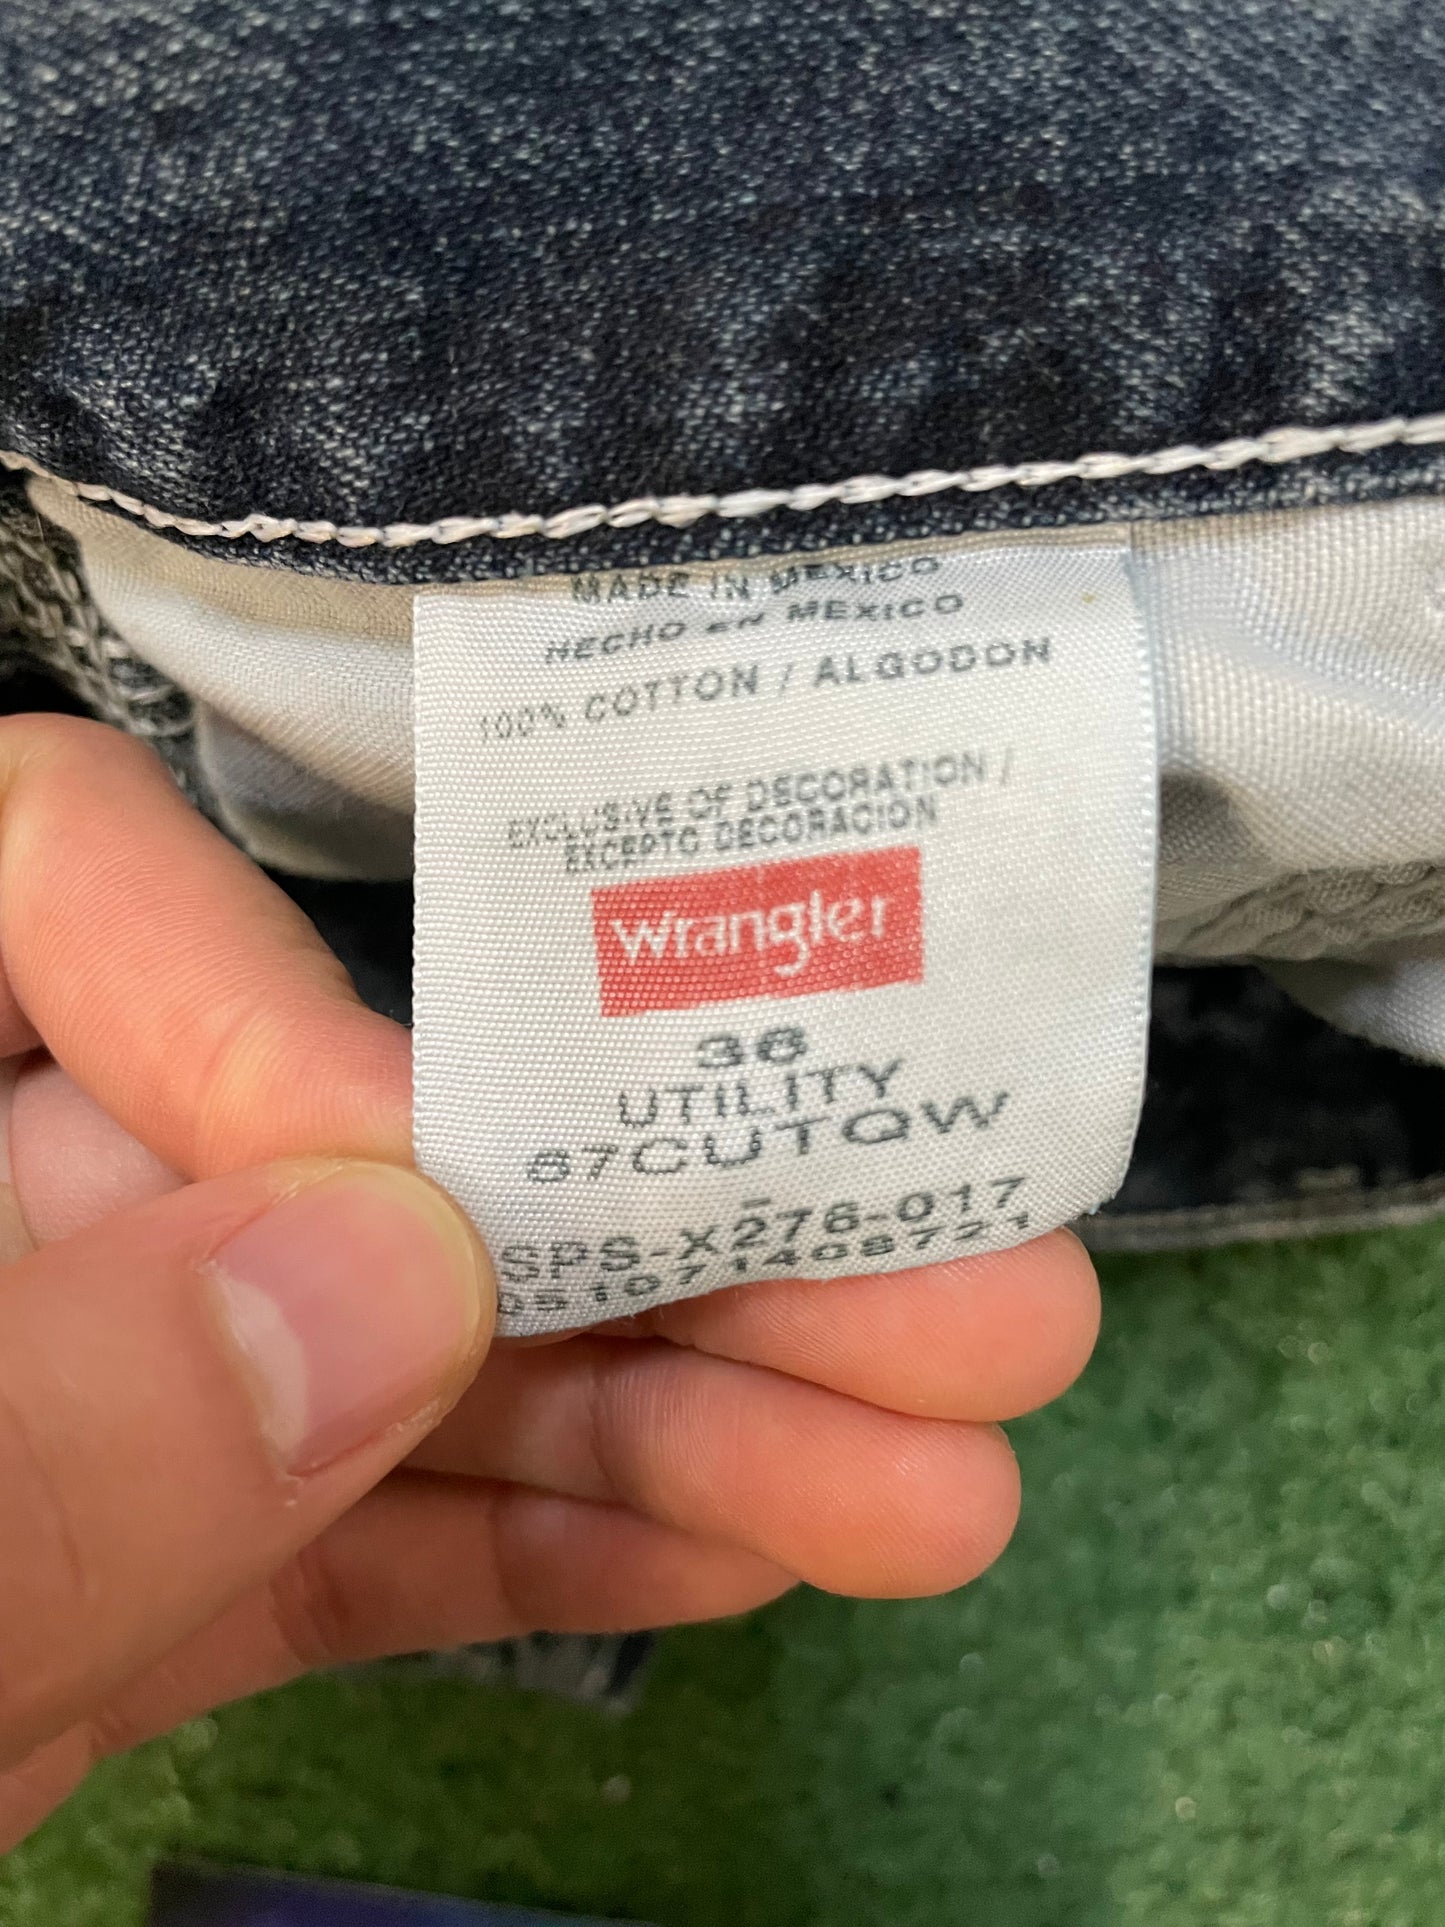 MADE IN MEXICO
HECHO EN MEXICO
100% COTTON / ALGODON
EXCLUSIVE OF DECORATION /
EXCEPTO DECORACION
Wrangler
36
UTILITY
87CUTQW
SPS-X276-017